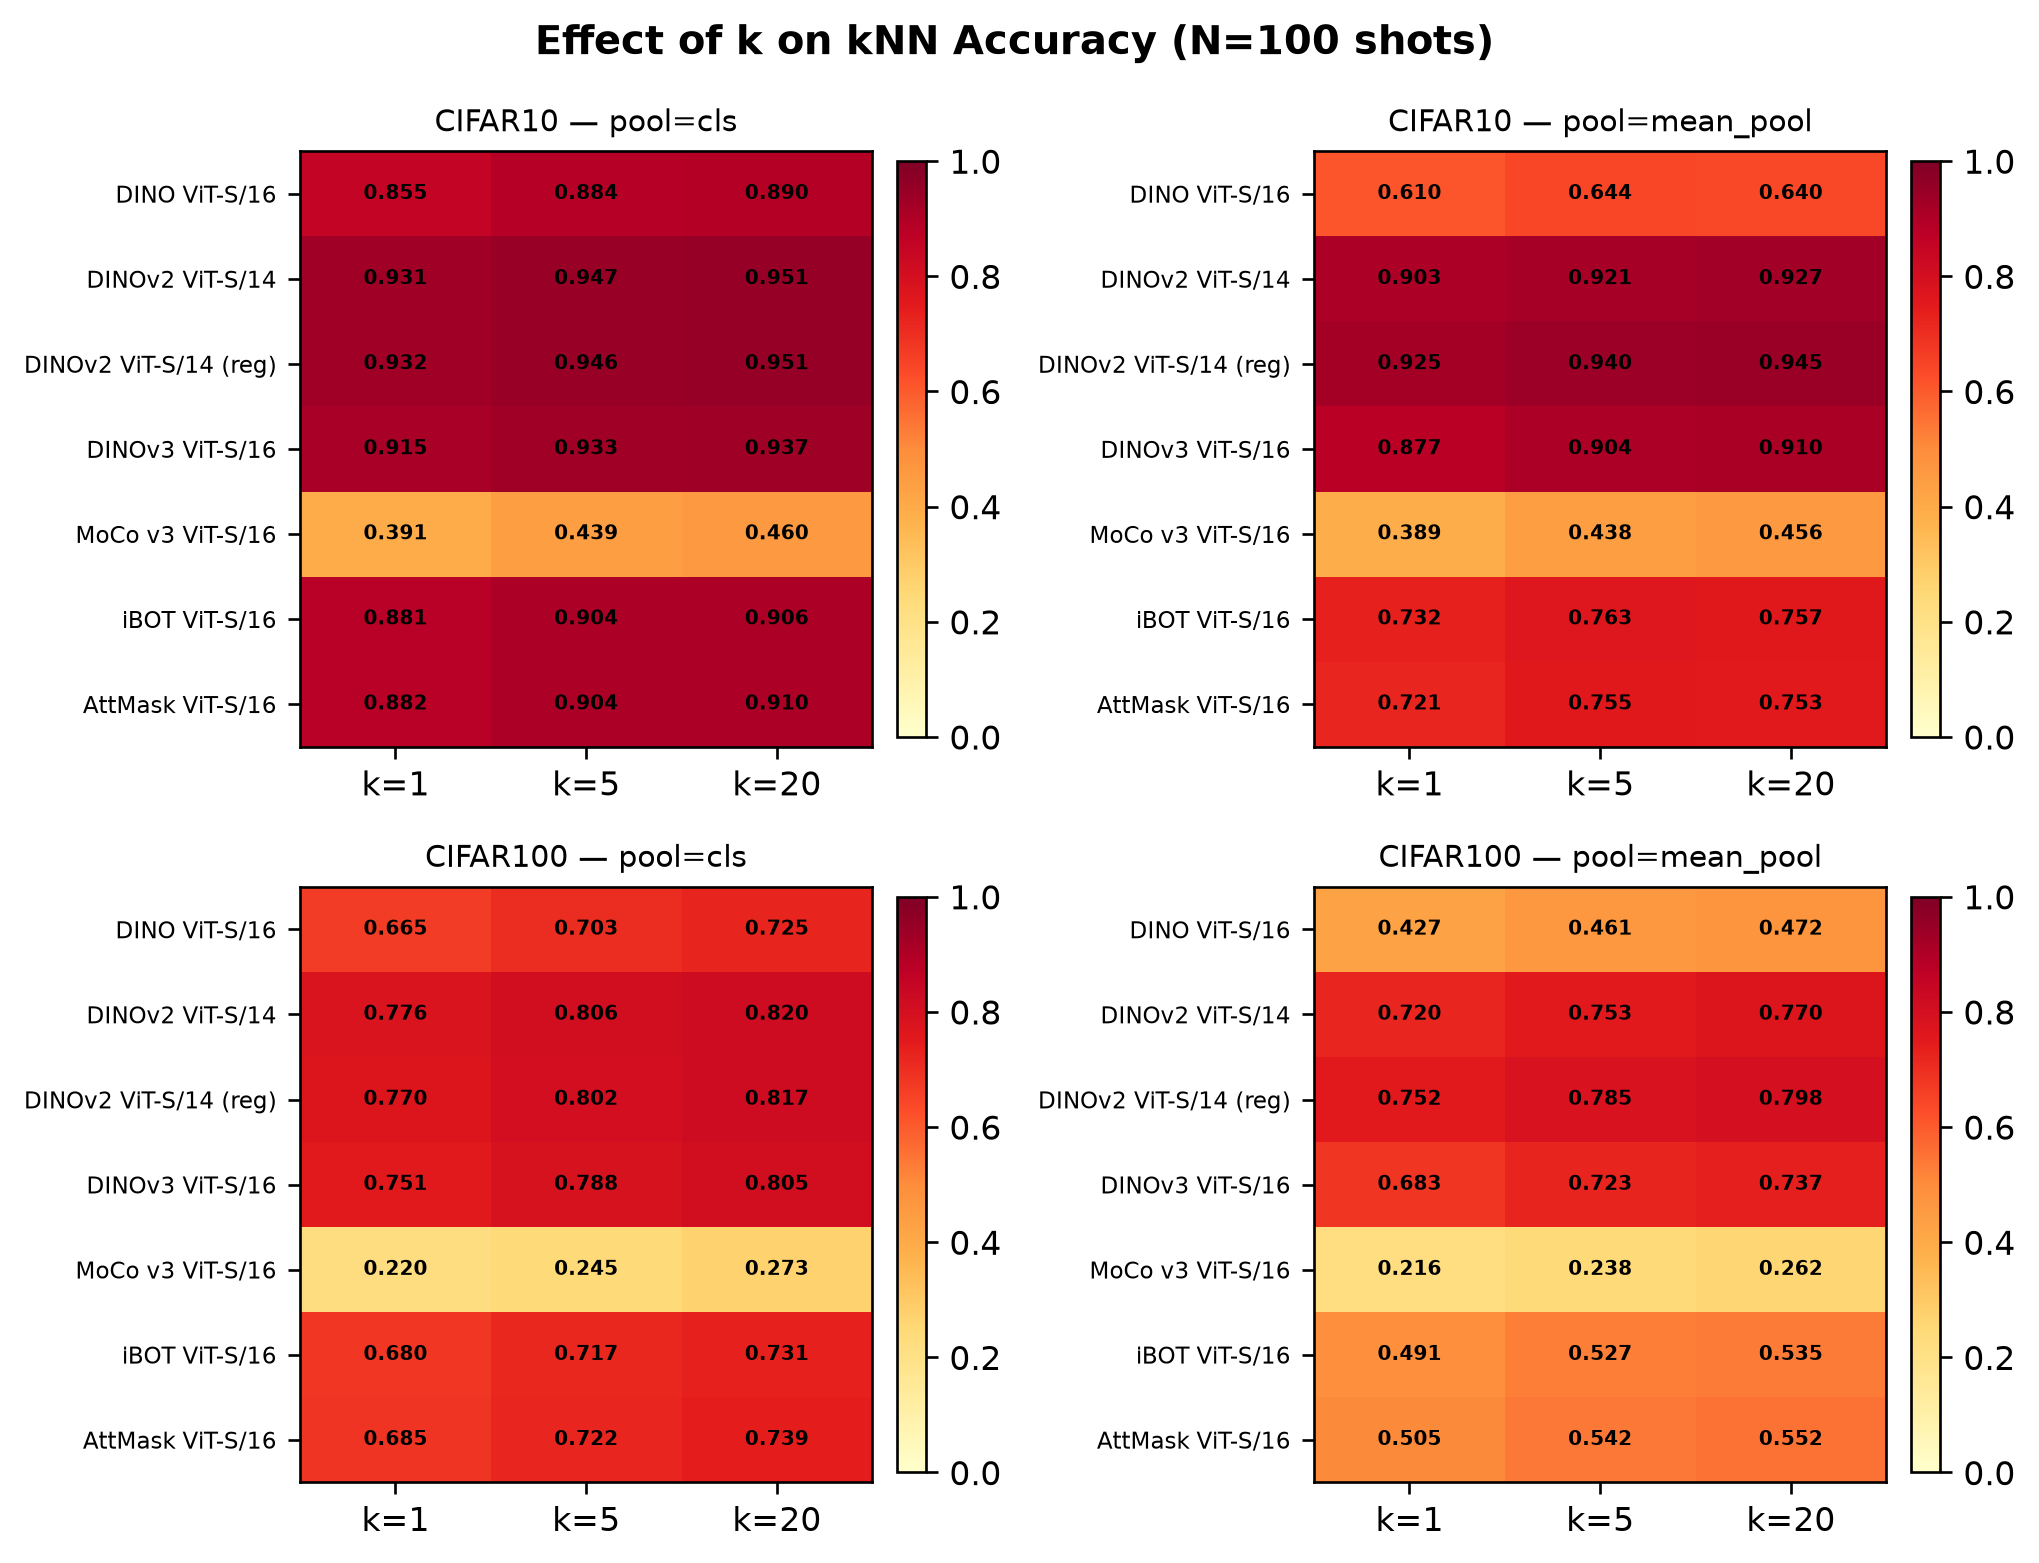 Effect of k on kNN Accuracy (N=100 shots)
CIFAR10 — pool=cls
DINO ViT-S/16 0.855 0.884 0.890
DINOv2 ViT-S/14 0.931 0.947 0.951
DINOv2 ViT-S/14 (reg) 0.932 0.946 0.951
DINOv3 ViT-S/16 0.915 0.933 0.937
MoCo v3 ViT-S/16 0.391 0.439 0.460
iBOT ViT-S/16 0.881 0.904 0.906
AttMask ViT-S/16 0.882 0.904 0.910
k=1 k=5 k=20
1.0
0.8
0.6
0.4
0.2
0.0
CIFAR10 — pool=mean_pool
DINO ViT-S/16 0.610 0.644 0.640
DINOv2 ViT-S/14 0.903 0.921 0.927
DINOv2 ViT-S/14 (reg) 0.925 0.940 0.945
DINOv3 ViT-S/16 0.877 0.904 0.910
MoCo v3 ViT-S/16 0.389 0.438 0.456
iBOT ViT-S/16 0.732 0.763 0.757
AttMask ViT-S/16 0.721 0.755 0.753
k=1 k=5 k=20
1.0
0.8
0.6
0.4
0.2
0.0
CIFAR100 — pool=cls
DINO ViT-S/16 0.665 0.703 0.725
DINOv2 ViT-S/14 0.776 0.806 0.820
DINOv2 ViT-S/14 (reg) 0.770 0.802 0.817
DINOv3 ViT-S/16 0.751 0.788 0.805
MoCo v3 ViT-S/16 0.220 0.245 0.273
iBOT ViT-S/16 0.680 0.717 0.731
AttMask ViT-S/16 0.685 0.722 0.739
k=1 k=5 k=20
1.0
0.8
0.6
0.4
0.2
0.0
CIFAR100 — pool=mean_pool
DINO ViT-S/16 0.427 0.461 0.472
DINOv2 ViT-S/14 0.720 0.753 0.770
DINOv2 ViT-S/14 (reg) 0.752 0.785 0.798
DINOv3 ViT-S/16 0.683 0.723 0.737
MoCo v3 ViT-S/16 0.216 0.238 0.262
iBOT ViT-S/16 0.491 0.527 0.535
AttMask ViT-S/16 0.505 0.542 0.552
k=1 k=5 k=20
1.0
0.8
0.6
0.4
0.2
0.0